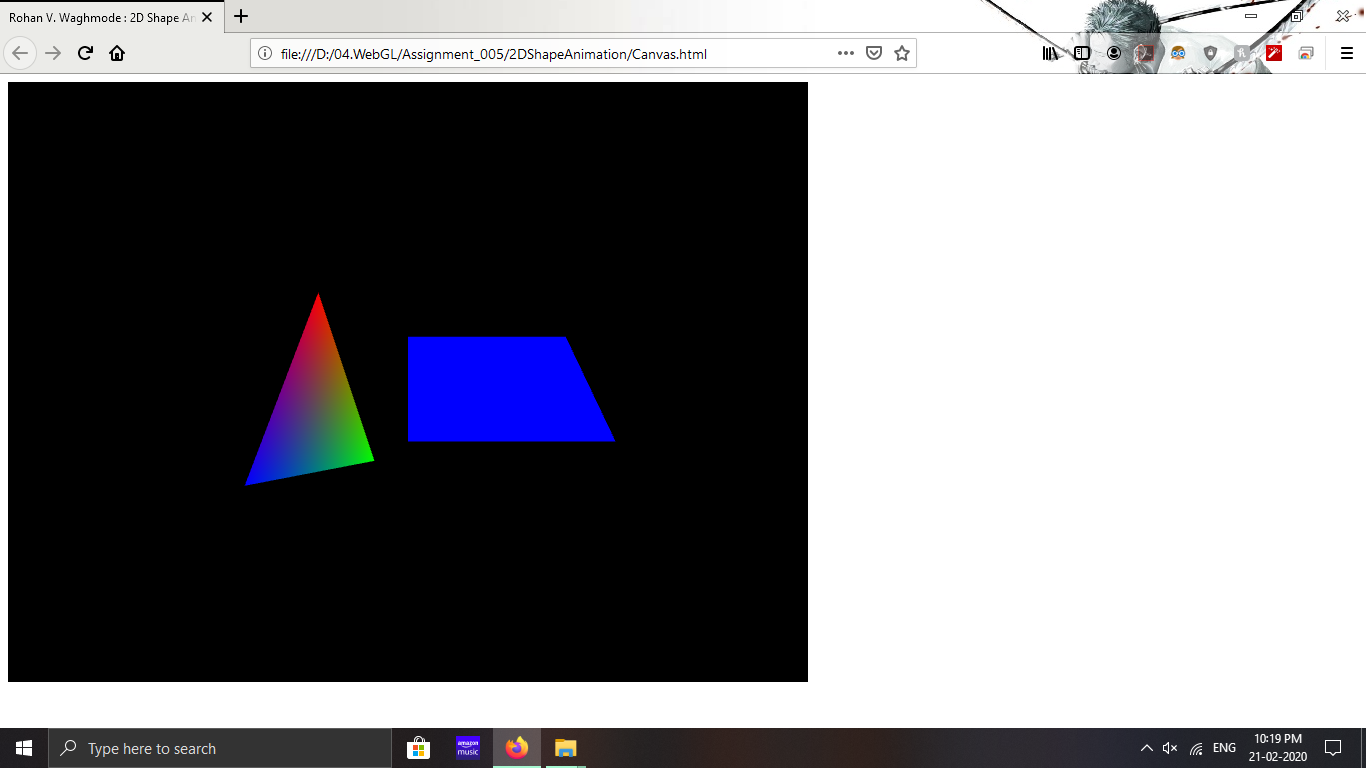 Rohan V. Waghmode : 2D Shape An
file:///D:/04.WebGL/Assignment_005/2DShapeAnimation/Canvas.html
Type here to search
amazon
music
ENG
10:19 PM
21-02-2020